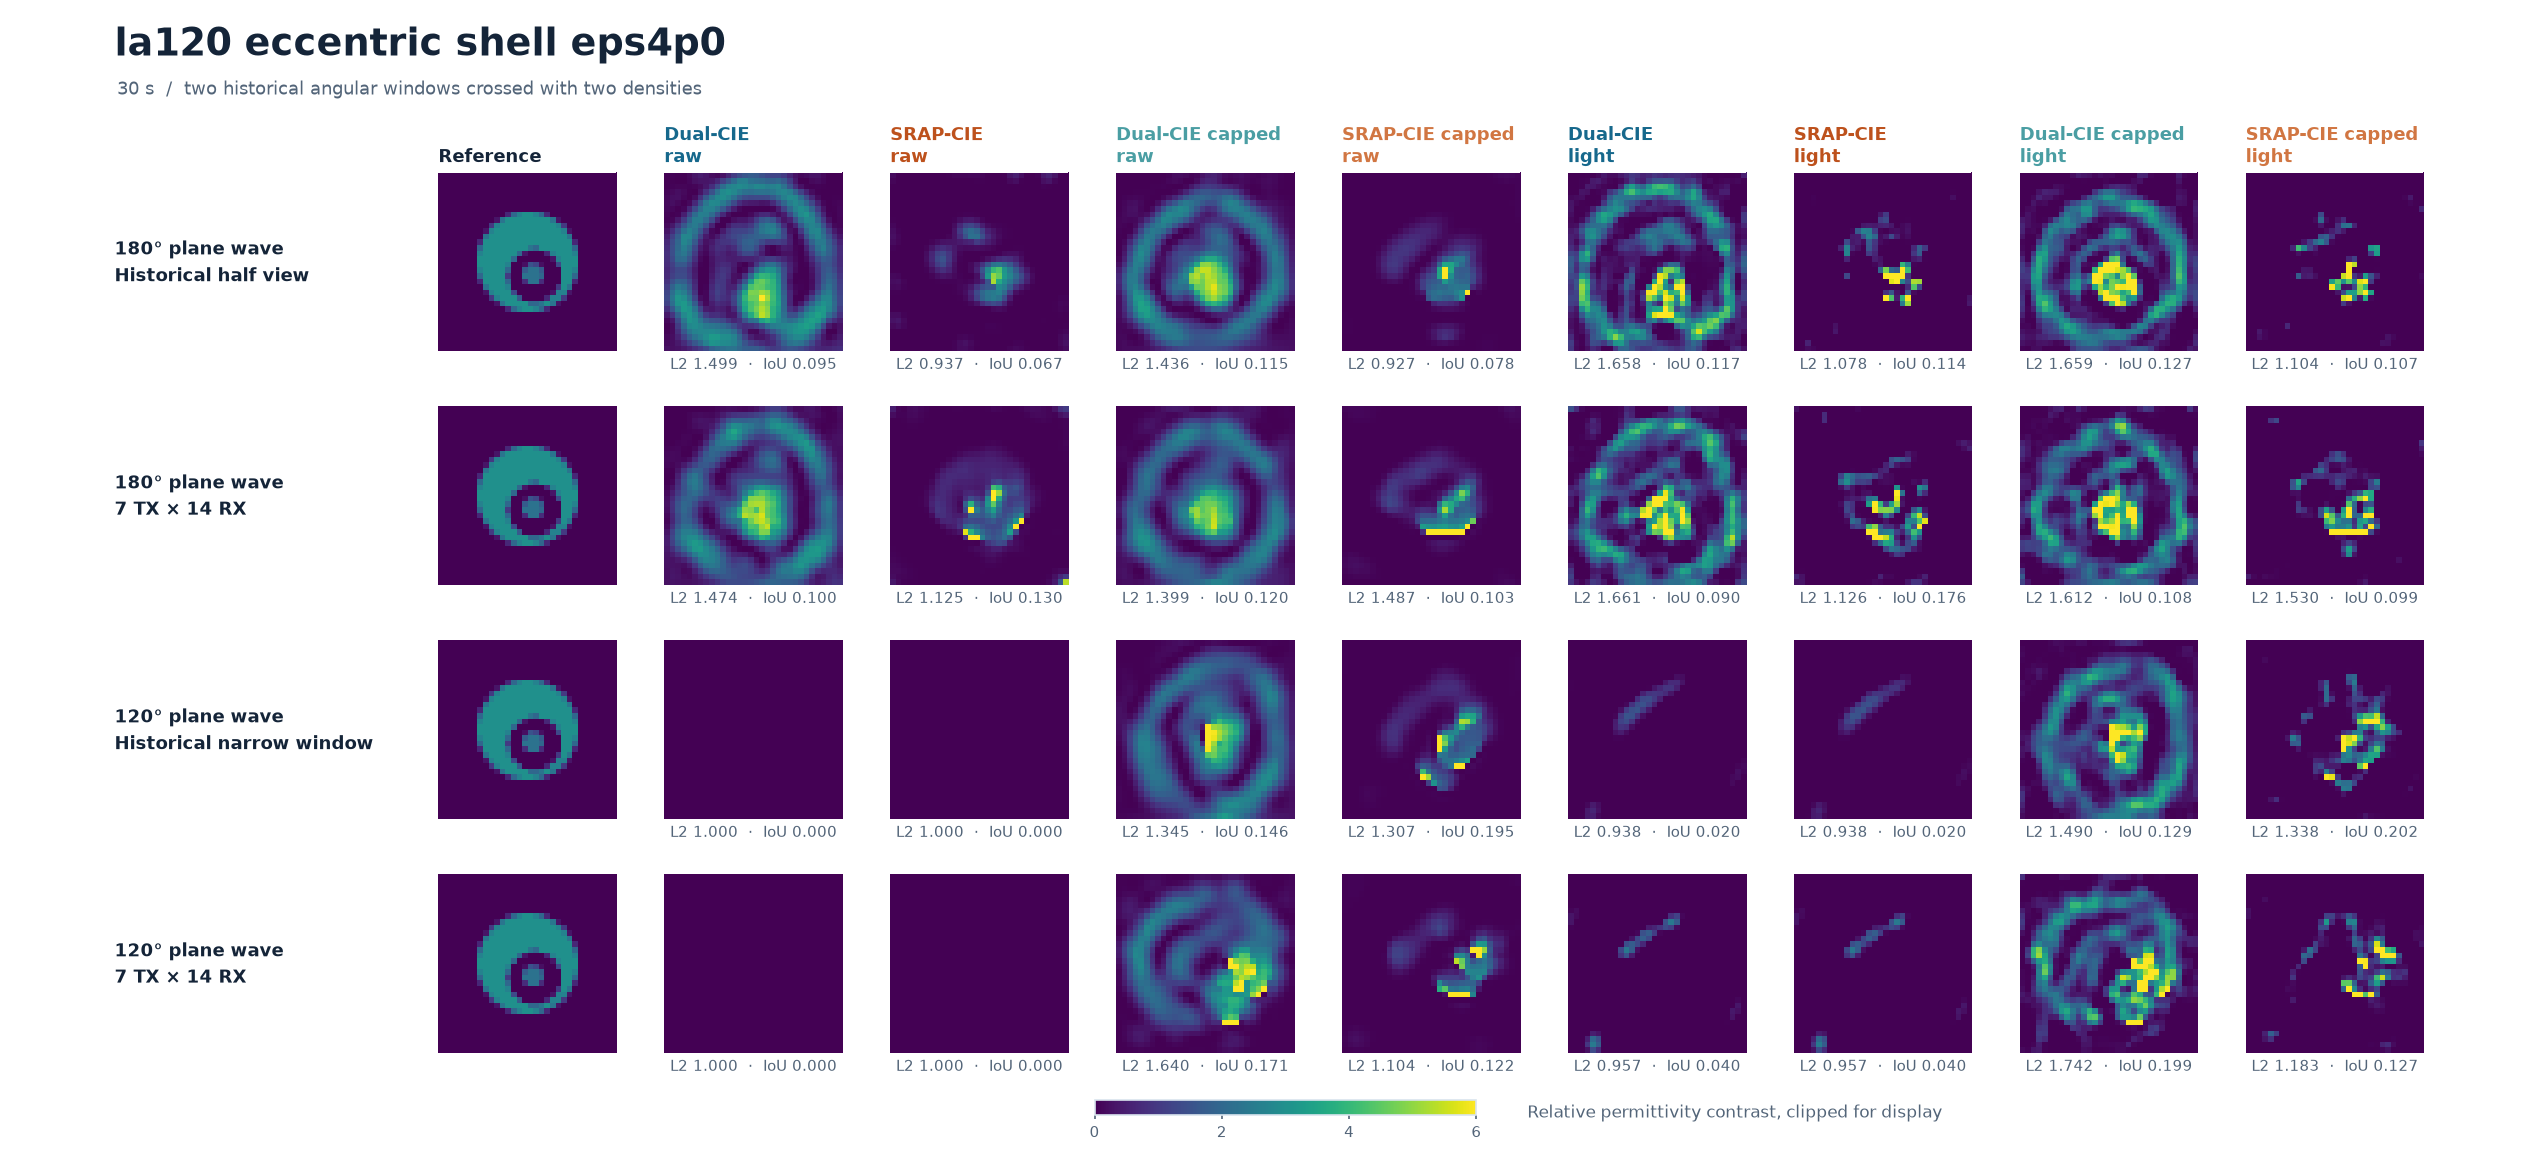 la120 eccentric shell eps4p0
30 s / two historical angular windows crossed with two densities
Reference
Dual-CIE
raw
SRAP-CIE
raw
Dual-CIE capped
raw
SRAP-CIE capped
raw
Dual-CIE
light
SRAP-CIE
light
Dual-CIE capped
light
SRAP-CIE capped
light
180° plane wave
Historical half view
L2 1.499 · IoU 0.095
L2 0.937 · IoU 0.067
L2 1.436 · IoU 0.115
L2 0.927 · IoU 0.078
L2 1.658 · IoU 0.117
L2 1.078 · IoU 0.114
L2 1.659 · IoU 0.127
L2 1.104 · IoU 0.107
180° plane wave
7 TX × 14 RX
L2 1.474 · IoU 0.100
L2 1.125 · IoU 0.130
L2 1.399 · IoU 0.120
L2 1.487 · IoU 0.103
L2 1.661 · IoU 0.090
L2 1.126 · IoU 0.176
L2 1.612 · IoU 0.108
L2 1.530 · IoU 0.099
120° plane wave
Historical narrow window
L2 1.000 · IoU 0.000
L2 1.000 · IoU 0.000
L2 1.345 · IoU 0.146
L2 1.307 · IoU 0.195
L2 0.938 · IoU 0.020
L2 0.938 · IoU 0.020
L2 1.490 · IoU 0.129
L2 1.338 · IoU 0.202
120° plane wave
7 TX × 14 RX
L2 1.000 · IoU 0.000
L2 1.000 · IoU 0.000
L2 1.640 · IoU 0.171
L2 1.104 · IoU 0.122
L2 0.957 · IoU 0.040
L2 0.957 · IoU 0.040
L2 1.742 · IoU 0.199
L2 1.183 · IoU 0.127
0 2 4 6
Relative permittivity contrast, clipped for display